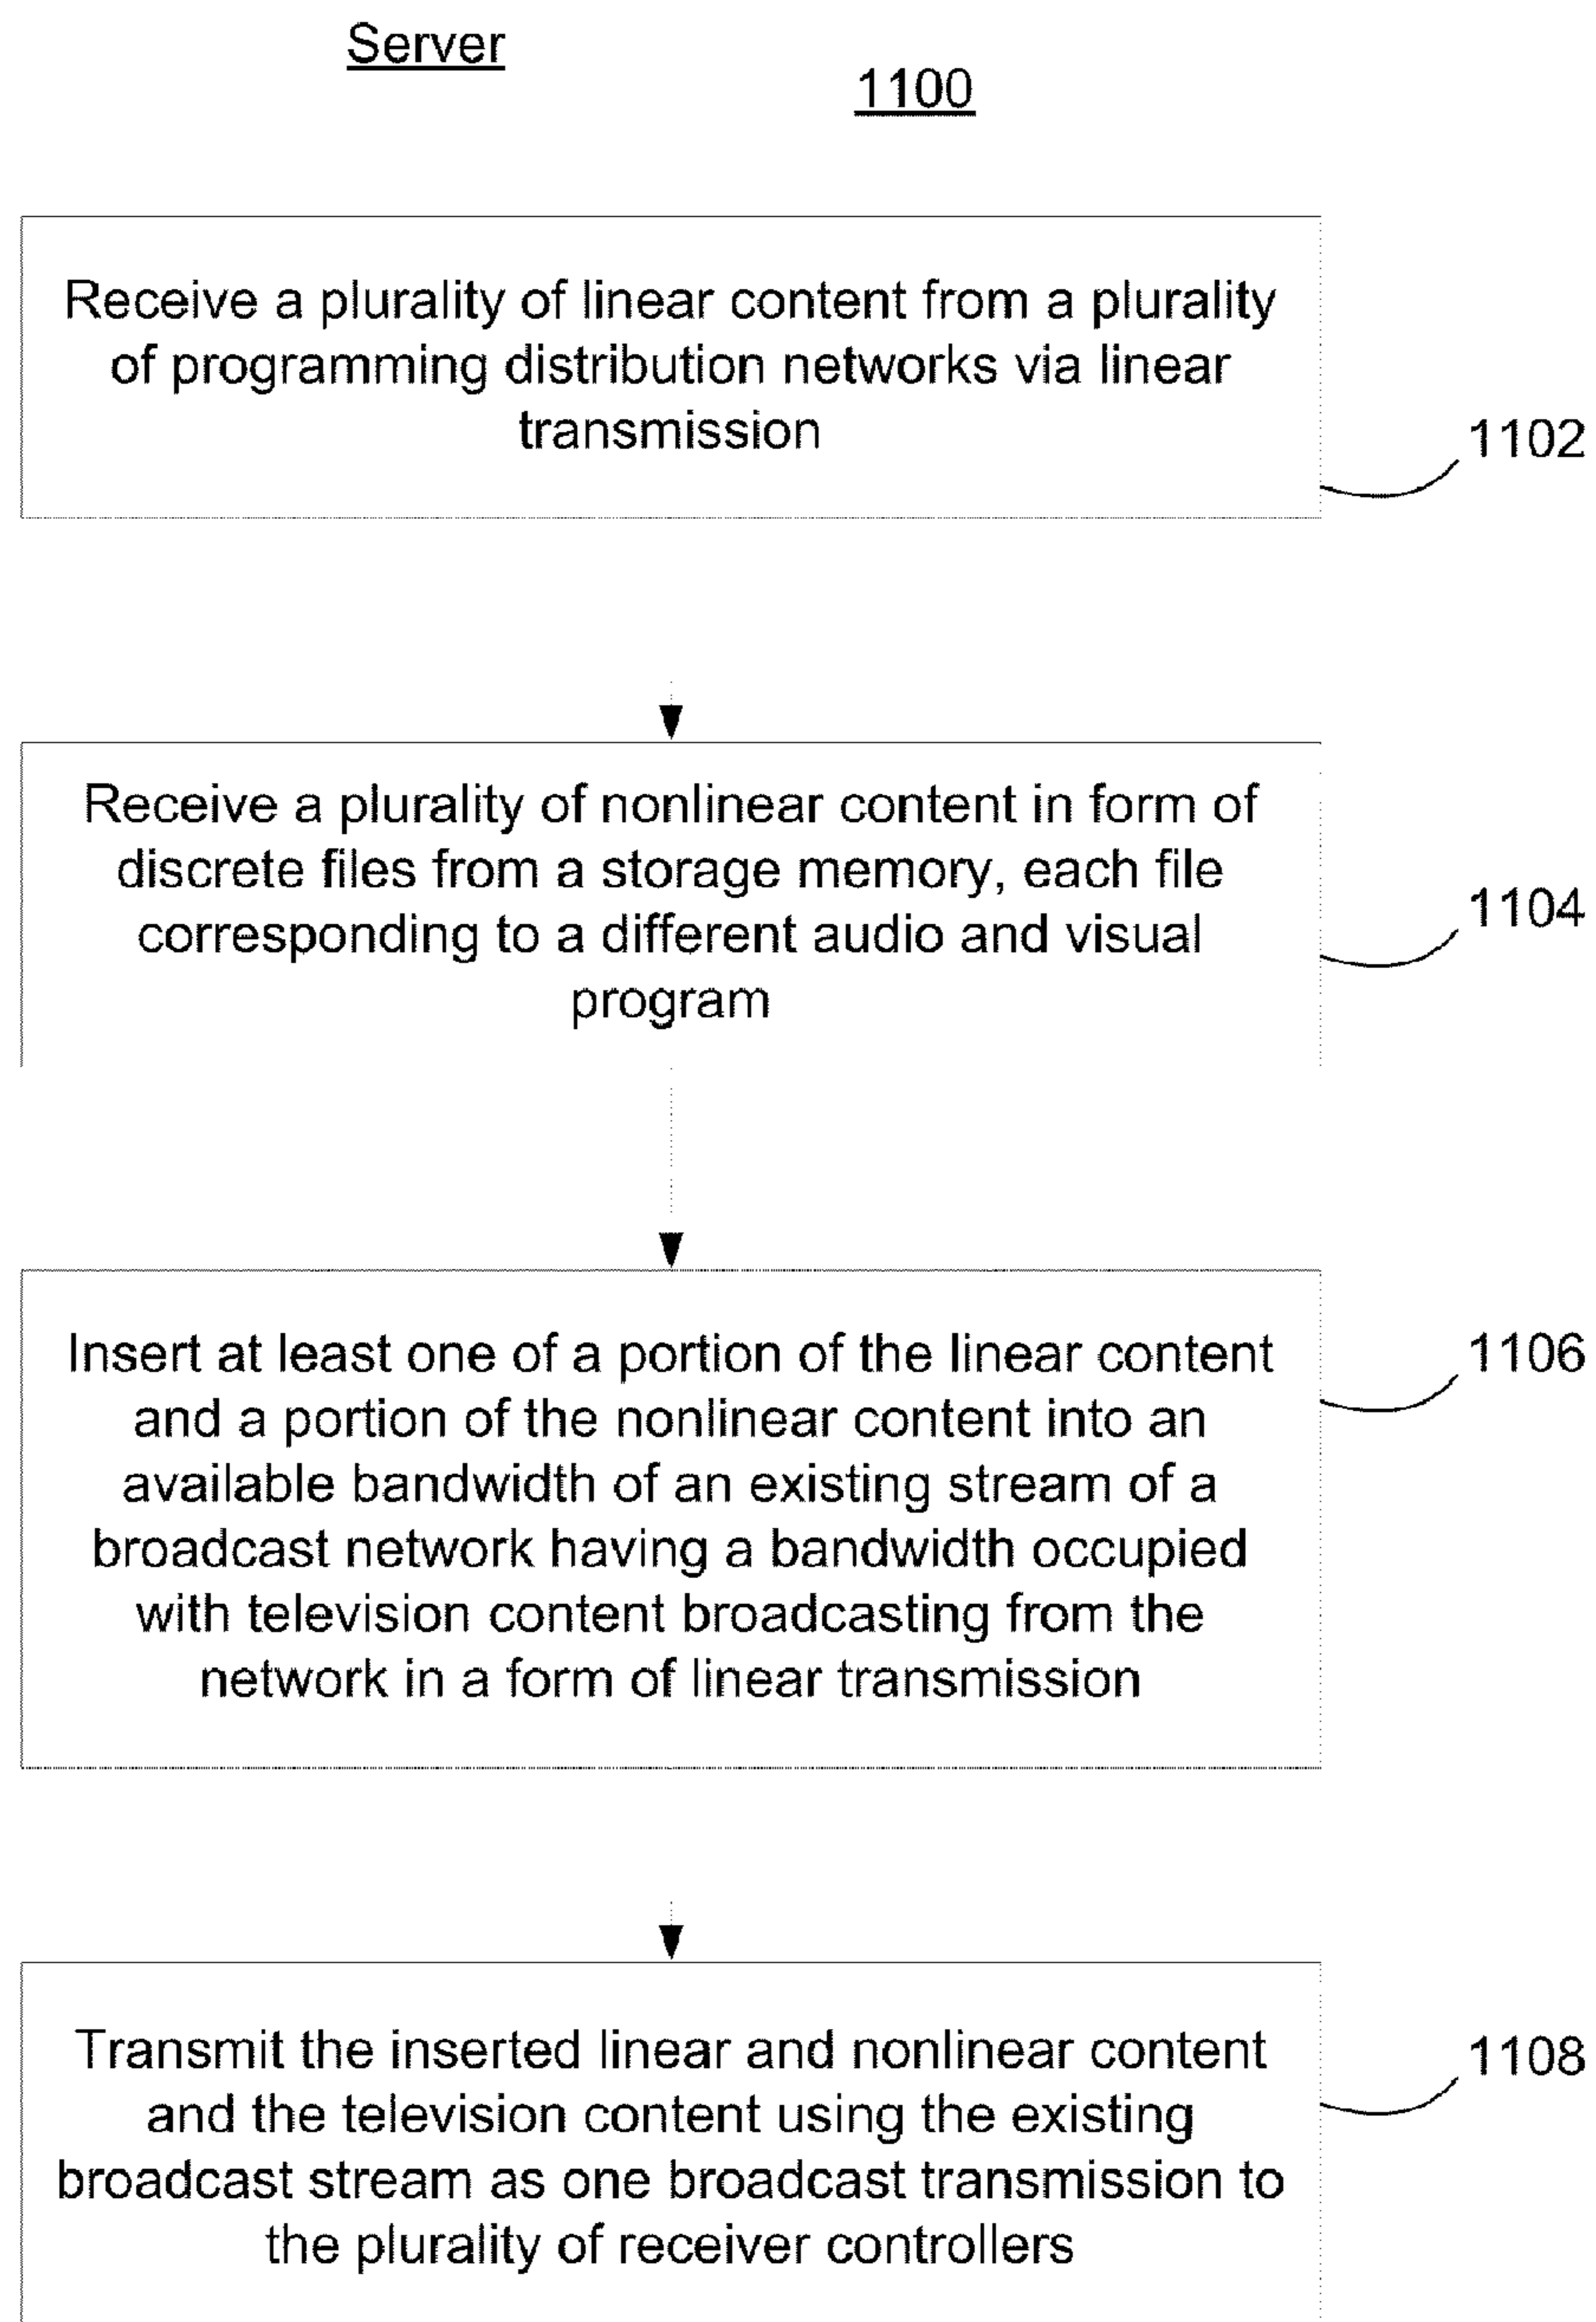 Server
1100
Receive a plurality of linear content from a plurality
of programming distribution networks via linear
transmission
1102
Receive a plurality of nonlinear content in form of
discrete files from a storage memory, each file
corresponding to a different audio and visual
program
1104
Insert at least one of a portion of the linear content
and a portion of the nonlinear content into an
available bandwidth of an existing stream of a
broadcast network having a bandwidth occupied
with television content broadcasting from the
network in a form of linear transmission
1106
Transmit the inserted linear and nonlinear content
and the television content using the existing
broadcast stream as one broadcast transmission to
the plurality of receiver controllers
1108